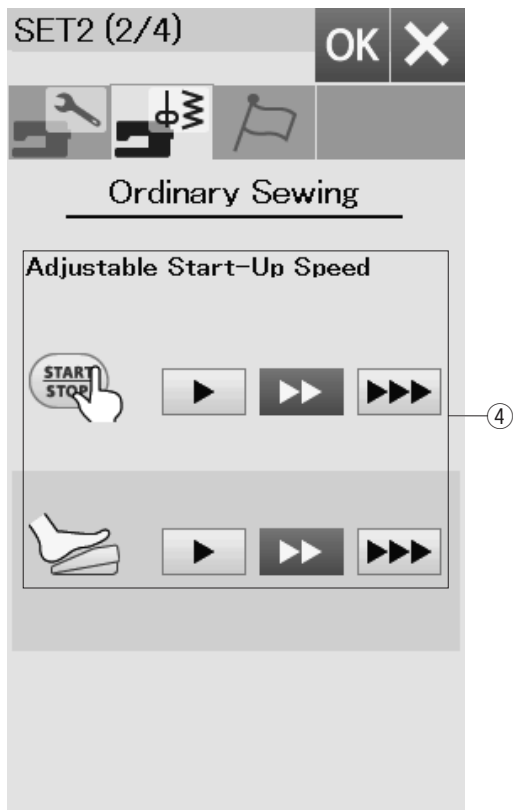 SET2 (2/4)
OK
Ordinary Sewing
Adjustable Start-Up Speed
START
STOP
④